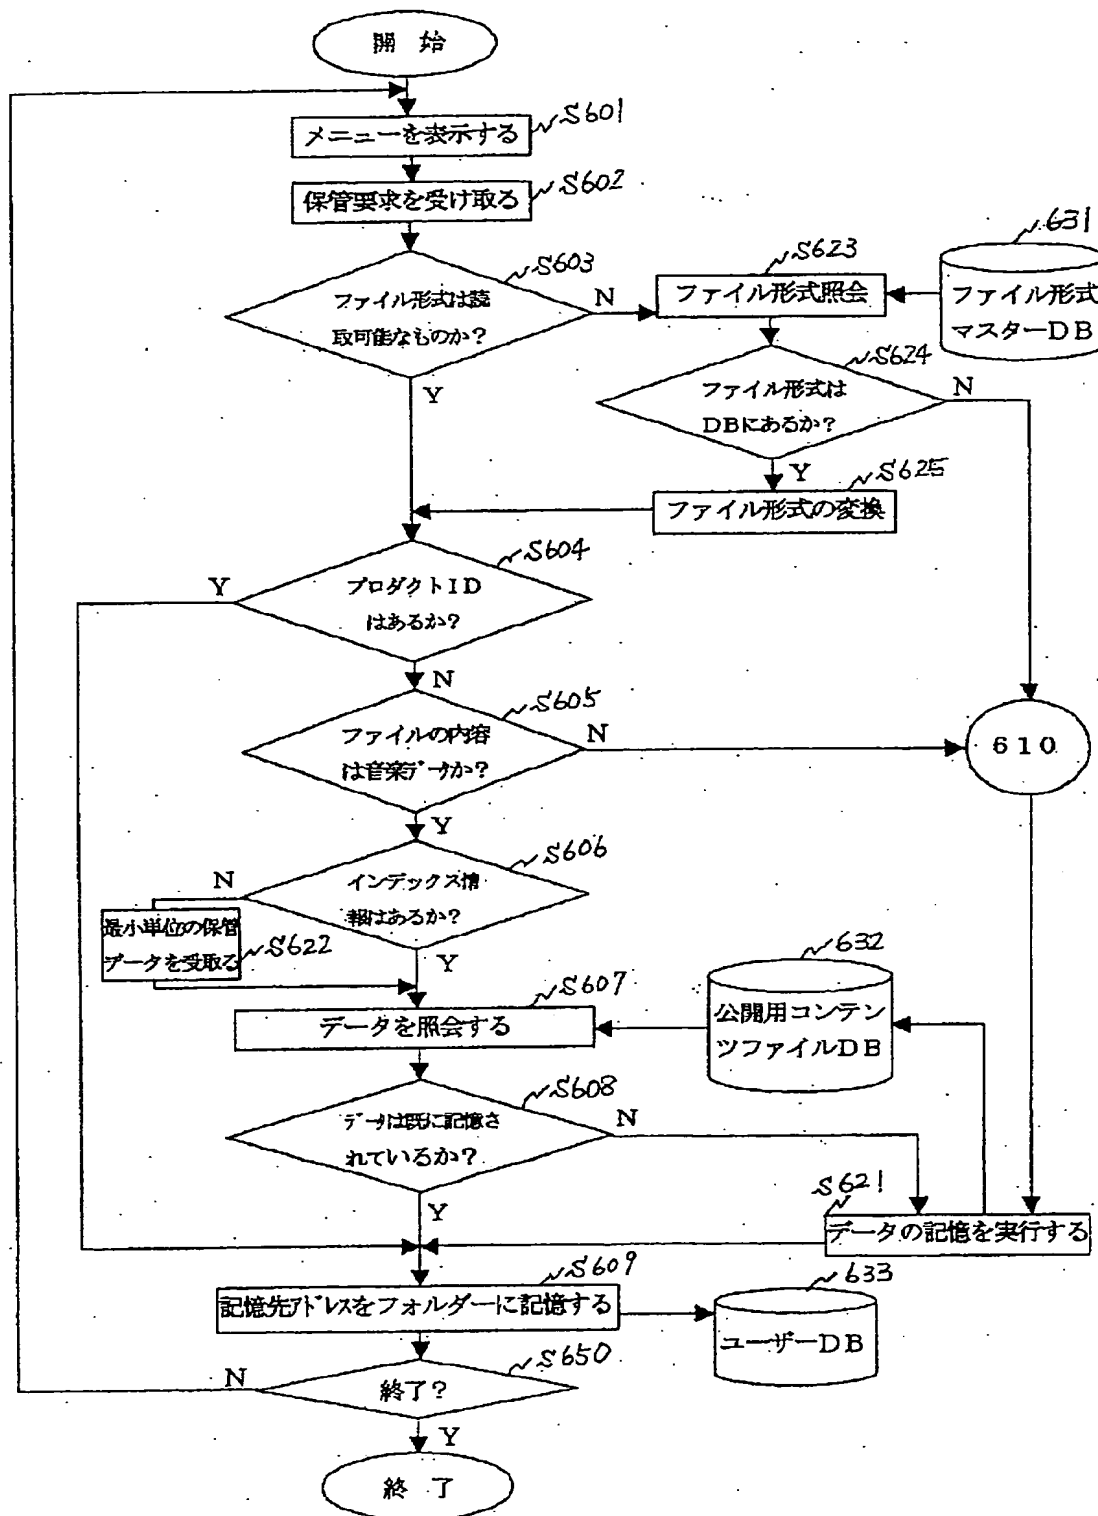 開始
メニューを表示する
S601
保管要求を受け取る
S602
ファイル形式は読
取可能なものか?
S603
N
Y
ファイル形式照会
S623
631
ファイル形式
マスターDB
ファイル形式は
DBにあるか?
S624
N
Y
ファイル形式の変換
S625
プロダクトID
はあるか?
S604
Y
N
ファイルの内容
は音楽データか?
S605
N
Y
610
インデックス情
報はあるか?
S606
N
Y
最小単位の保管
データを受取る
S622
データを照会する
S607
632
公開用コンテン
ツファイルDB
データは既に記憶さ
れているか?
S608
N
Y
S621
データの記憶を実行する
記憶先アドレスをフォルダーに記憶する
S609
633
ユーザーDB
終了?
S650
N
Y
終了